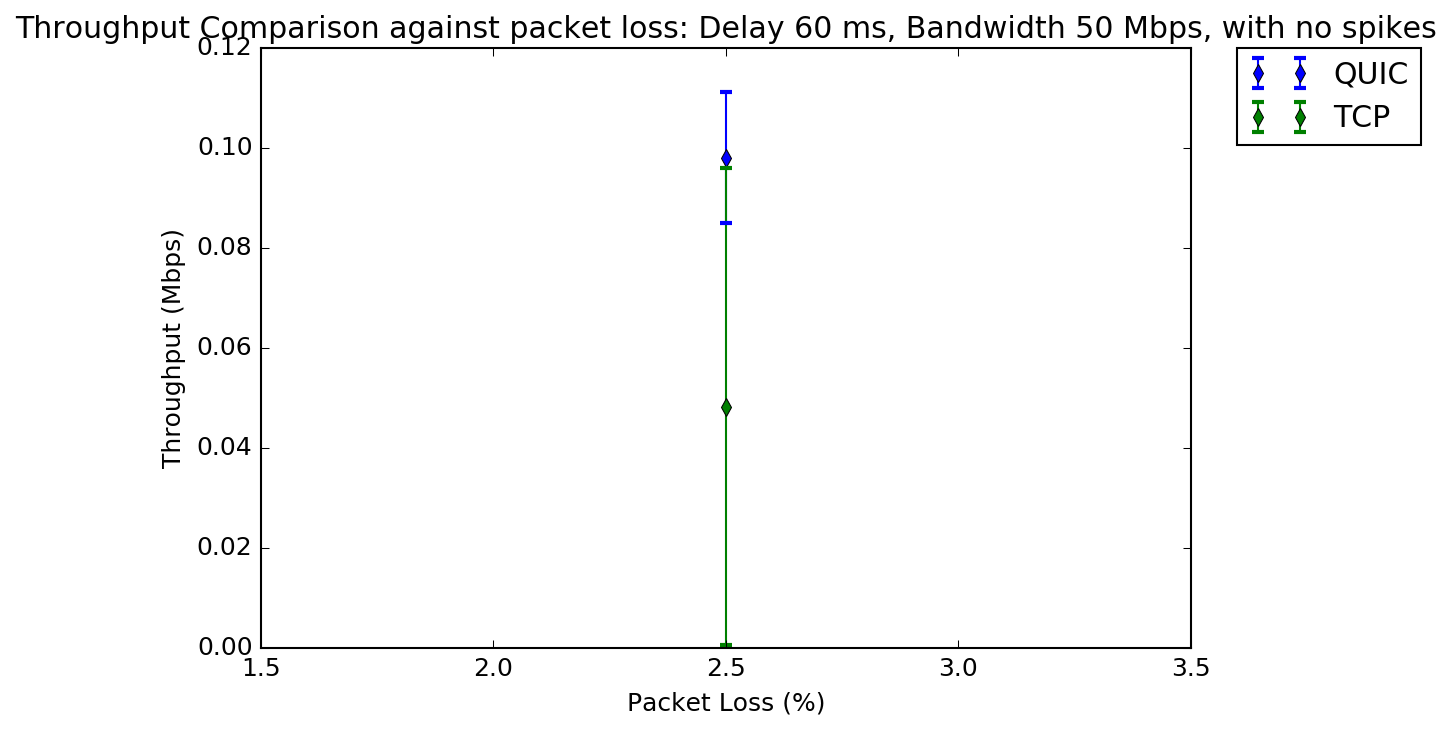 Throughput Comparison against packet loss: Delay 60 ms, Bandwidth 50 Mbps, with no spikes
QUIC
TCP
Throughput (Mbps)
0.12
0.10
0.08
0.06
0.04
0.02
0.00
1.5 2.0 2.5 3.0 3.5
Packet Loss (%)